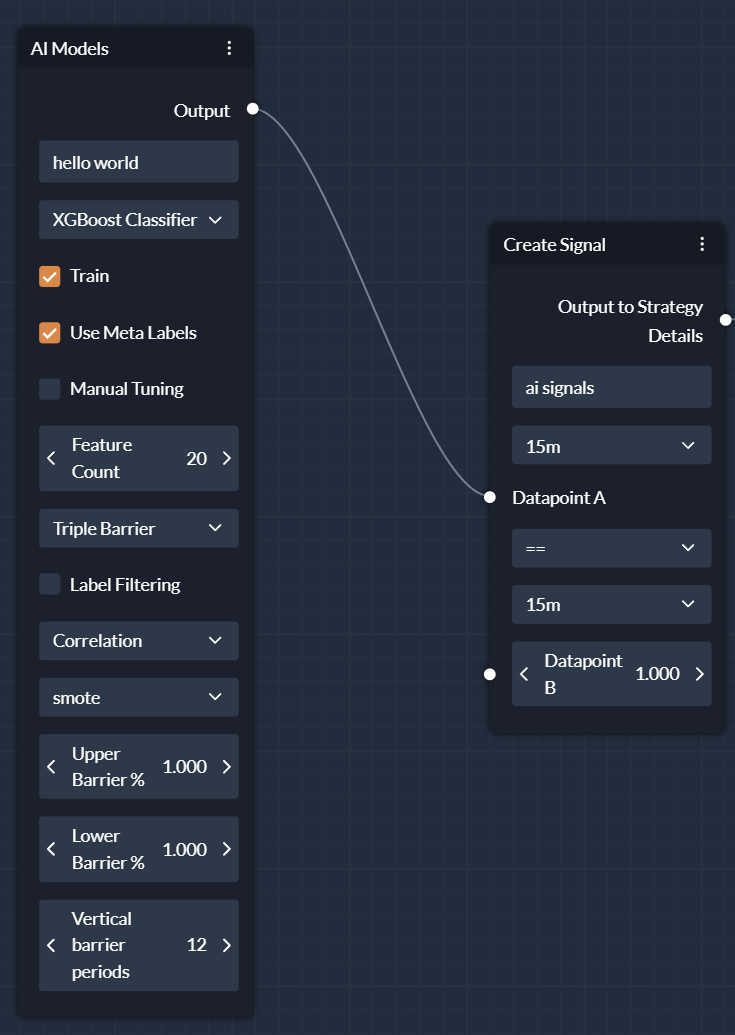 AI Models
Output
hello world
XGBoost Classifier
Train
Use Meta Labels
Manual Tuning
Feature
Count
20
Triple Barrier
Label Filtering
Correlation
smote
Upper
Barrier %
1.000
Lower
Barrier %
1.000
Vertical
barrier
periods
12
Create Signal
Output to Strategy
Details
ai signals
15m
Datapoint A
==
15m
Datapoint
B
1.000